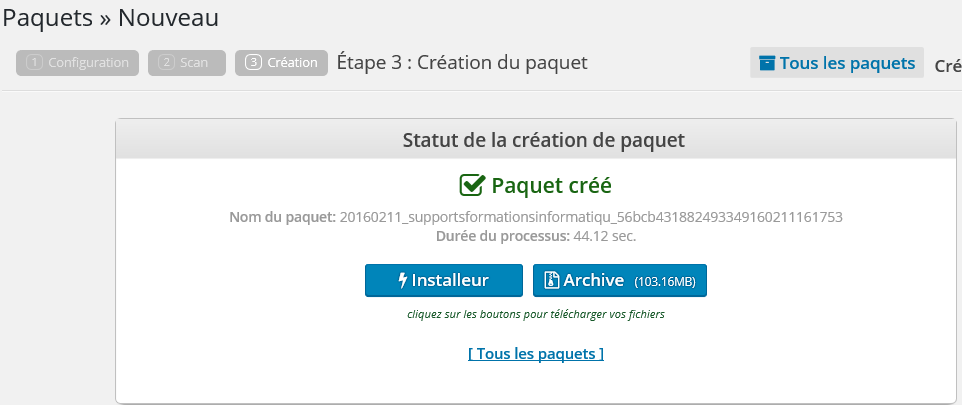 Paquets » Nouveau
1 Configuration 2 Scan 3 Création Étape 3 : Création du paquet Tous les paquets Cré
Statut de la création de paquet
Paquet créé
Nom du paquet: 20160211_supportsformationsinformatiqu_56bcb431882493349160211161753
Durée du processus: 44.12 sec.
Installeur Archive (103.16MB)
cliquez sur les boutons pour télécharger vos fichiers
[ Tous les paquets ]